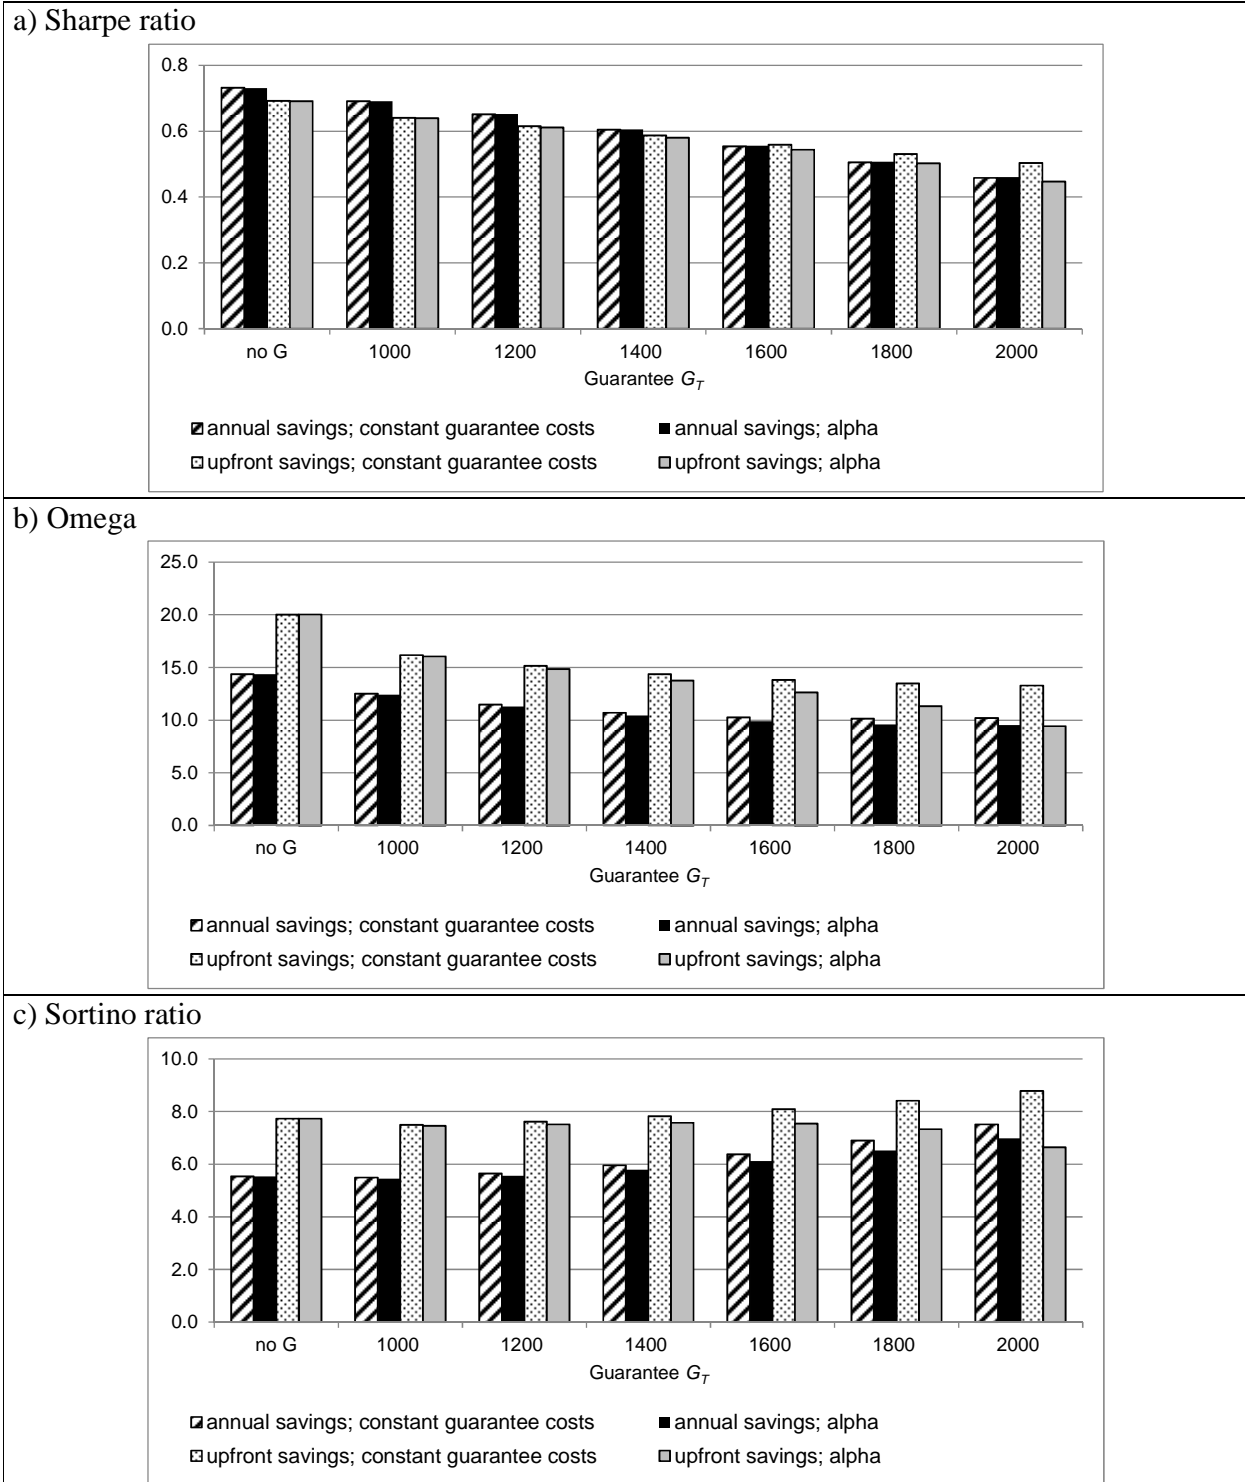 a) Sharpe ratio
0.8
0.6
0.4
0.2
0.0
no G 1000 1200 1400 1600 1800 2000
Guarantee G_T
annual savings; constant guarantee costs annual savings; alpha
upfront savings; constant guarantee costs upfront savings; alpha
b) Omega
25.0
20.0
15.0
10.0
5.0
0.0
no G 1000 1200 1400 1600 1800 2000
Guarantee G_T
annual savings; constant guarantee costs annual savings; alpha
upfront savings; constant guarantee costs upfront savings; alpha
c) Sortino ratio
10.0
8.0
6.0
4.0
2.0
0.0
no G 1000 1200 1400 1600 1800 2000
Guarantee G_T
annual savings; constant guarantee costs annual savings; alpha
upfront savings; constant guarantee costs upfront savings; alpha